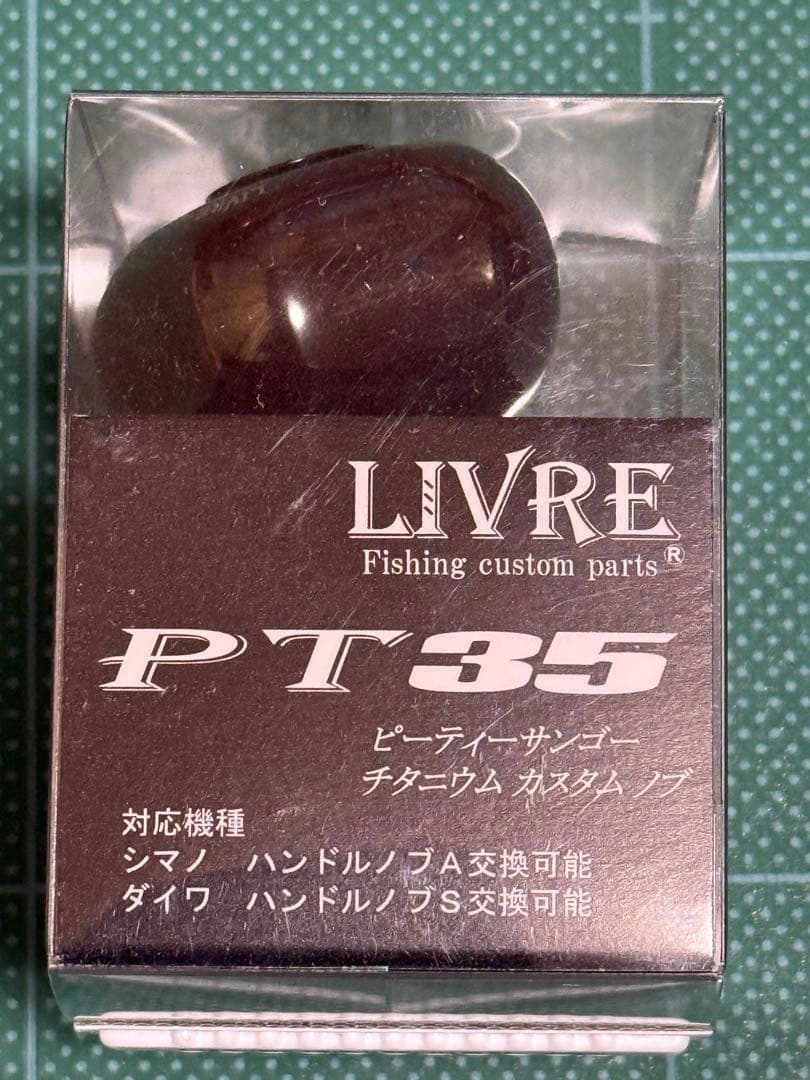 LIVRE
Fishing custom parts®
PT35
ピーティーサンゴー
チタニウム カスタム ノブ
対応機種
シマノ　ハンドルノブA交換可能
ダイワ　ハンドルノブS交換可能